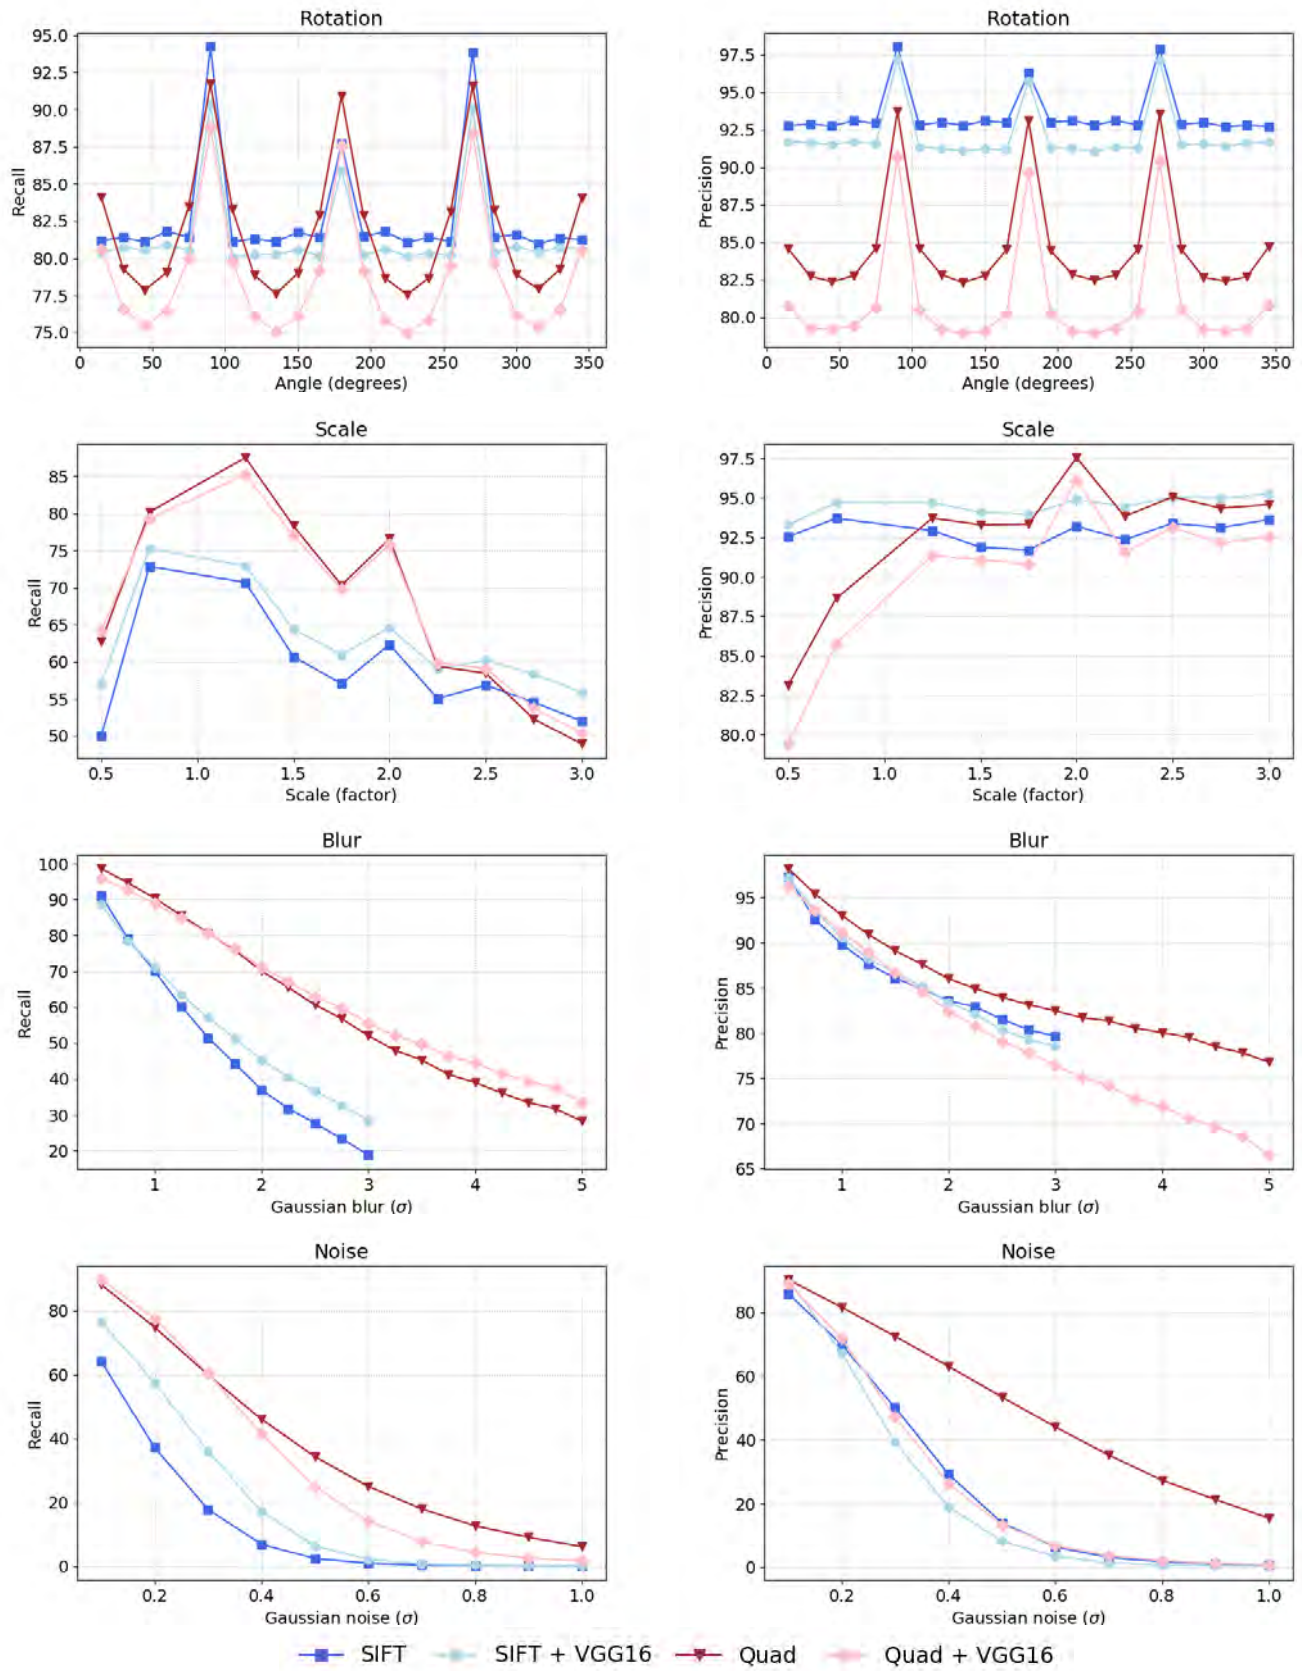 Rotation
95.0
92.5
90.0
87.5
85.0
82.5
80.0
77.5
75.0
Recall
0 50 100 150 200 250 300 350
Angle (degrees)
Rotation
97.5
95.0
92.5
90.0
87.5
85.0
82.5
80.0
Precision
0 50 100 150 200 250 300 350
Angle (degrees)
Scale
85
80
75
70
65
60
55
50
Recall
0.5 1.0 1.5 2.0 2.5 3.0
Scale (factor)
Scale
97.5
95.0
92.5
90.0
87.5
85.0
82.5
80.0
Precision
0.5 1.0 1.5 2.0 2.5 3.0
Scale (factor)
Blur
100
90
80
70
60
50
40
30
20
Recall
1 2 3 4 5
Gaussian blur (σ)
Blur
95
90
85
80
75
70
65
Precision
1 2 3 4 5
Gaussian blur (σ)
Noise
80
60
40
20
0
Recall
0.2 0.4 0.6 0.8 1.0
Gaussian noise (σ)
Noise
80
60
40
20
0
Precision
0.2 0.4 0.6 0.8 1.0
Gaussian noise (σ)
SIFT SIFT + VGG16 Quad Quad + VGG16